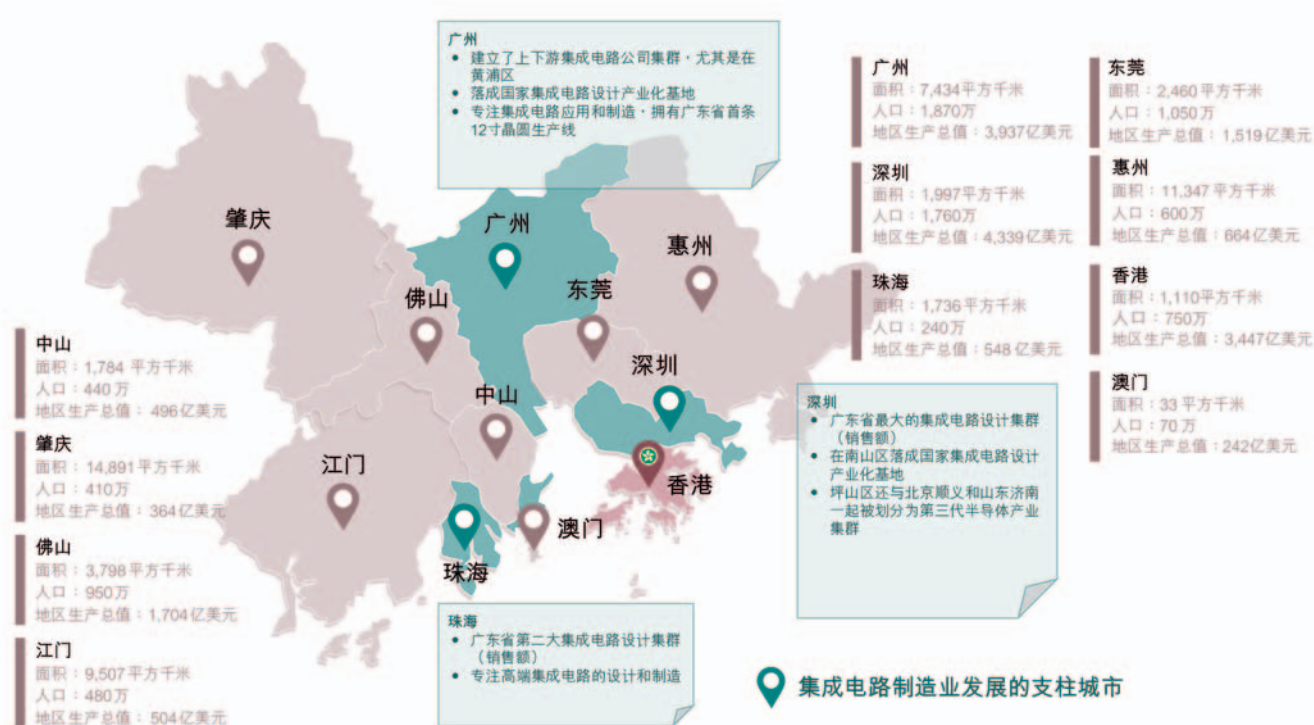 广州
• 建立了上下游集成电路公司集群，尤其是在
黄浦区
• 落成国家集成电路设计产业化基地
• 专注集成电路应用和制造，拥有广东省首条
12寸晶圆生产线
广州
面积：7,434平方千米
人口：1,870万
地区生产总值：3,937亿美元
东莞
面积：2,460平方千米
人口：1,050万
地区生产总值：1,519亿美元
深圳
面积：1,997平方千米
人口：1,760万
地区生产总值：4,339亿美元
惠州
面积：11,347平方千米
人口：600万
地区生产总值：664亿美元
珠海
面积：1,736平方千米
人口：240万
地区生产总值：548亿美元
香港
面积：1,110平方千米
人口：750万
地区生产总值：3,447亿美元
澳门
面积：33平方千米
人口：70万
地区生产总值：242亿美元
肇庆
广州
惠州
佛山
东莞
深圳
中山
江门
香港
澳门
珠海
中山
面积：1,784 平方千米
人口：440万
地区生产总值：496亿美元
肇庆
面积：14,891平方千米
人口：410万
地区生产总值：364亿美元
佛山
面积：3,798平方千米
人口：950万
地区生产总值：1,704亿美元
江门
面积：9,507平方千米
人口：480万
地区生产总值：504亿美元
深圳
• 广东省最大的集成电路设计集群
（销售额）
• 在南山区落成国家集成电路设计
产业化基地
• 坪山区还与北京顺义和山东济南
一起被划分为第三代半导体产业
集群
珠海
• 广东省第二大集成电路设计集群
（销售额）
• 专注高端集成电路的设计和制造
集成电路制造业发展的支柱城市